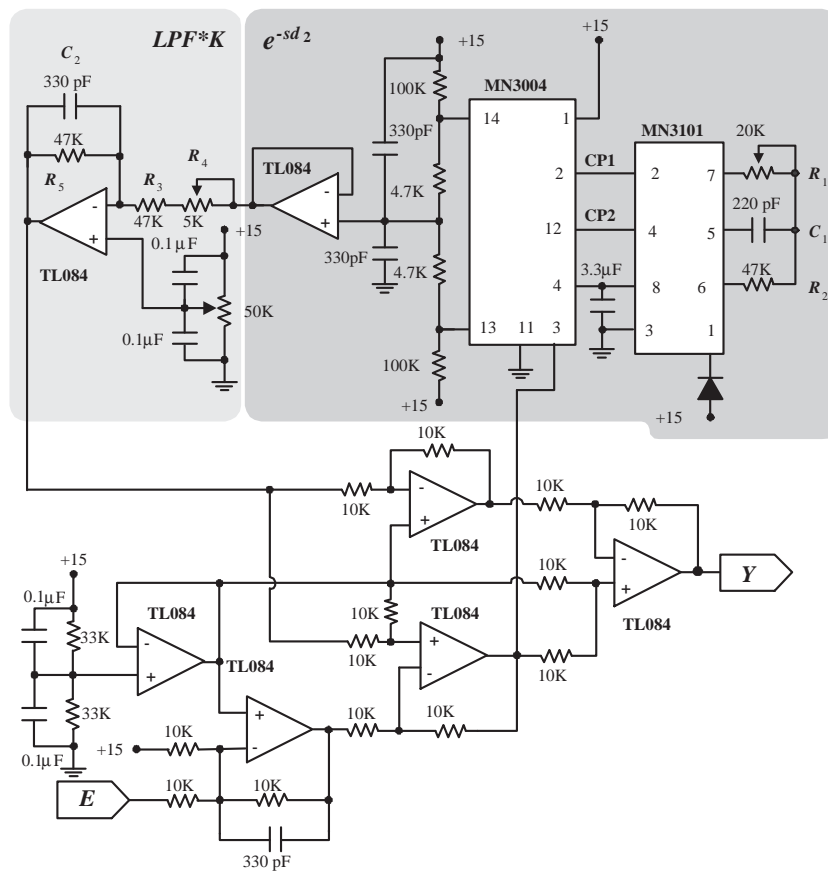 LPF*K
e^-sd 2
C2
330 pF
47K
R5
R3
R4
47K
5K
TL084
0.1µF
0.1µF
+15
50K
TL084
330pF
330pF
+15
100K
4.7K
4.7K
100K
+15
+15
MN3004
14
1
2
12
4
13
11
3
CP1
CP2
3.3µF
MN3101
2
7
4
5
8
6
3
1
20K
R1
220 pF
C1
47K
R2
+15
10K
10K
TL084
10K
10K
+15
0.1µF
33K
33K
0.1µF
TL084
TL084
10K
10K
TL084
10K
10K
TL084
Y
10K
10K
+15
10K
E
10K
10K
330 pF
-
+
-
+
-
+
-
+
+
-
-
+
+
-